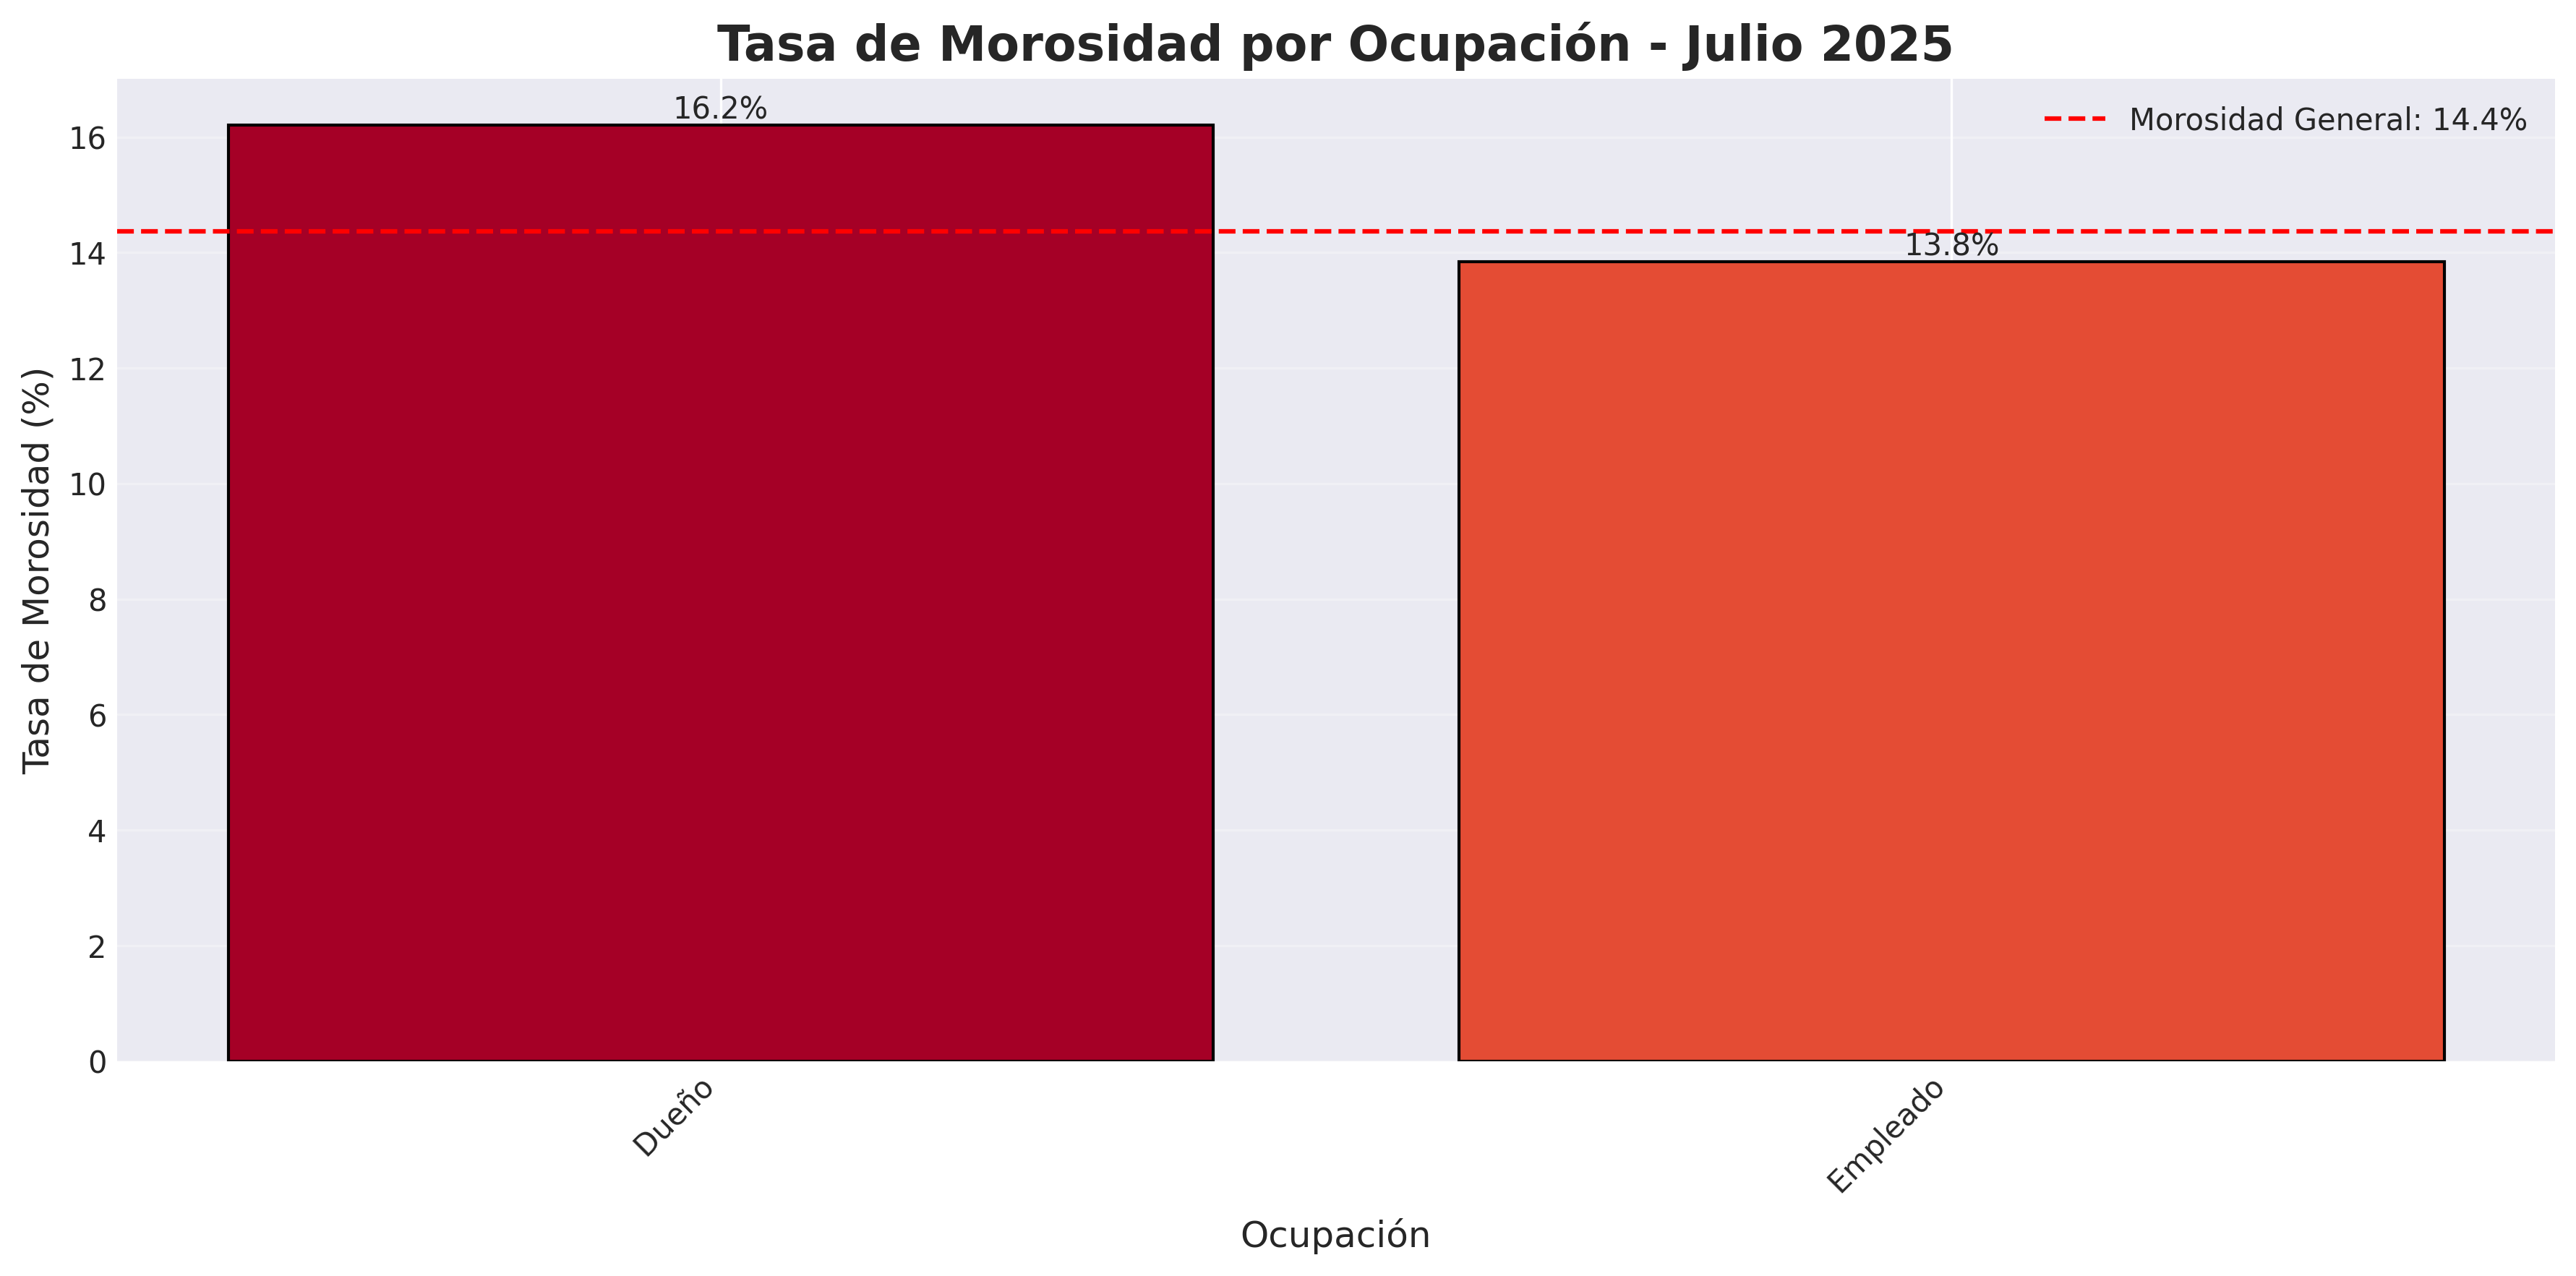 Tasa de Morosidad por Ocupación - Julio 2025
16.2%
Morosidad General: 14.4%
13.8%
Tasa de Morosidad (%)
16
14
12
10
8
6
4
2
0
Dueño
Empleado
Ocupación